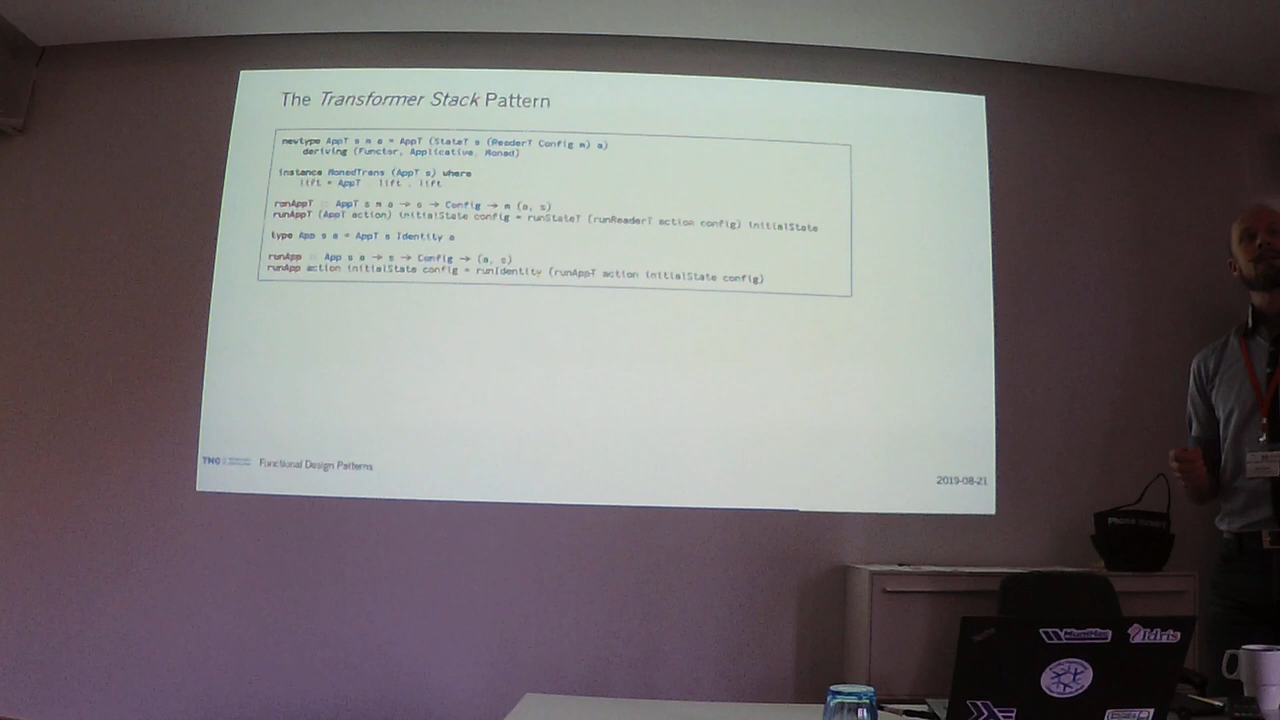 The Transformer Stack Pattern
newtype AppT s m a = AppT (StateT s (ReaderT Config m) a)
deriving (Functor, Applicative, Monad)
instance MonadTrans (AppT s) where
lift = AppT . lift . lift
runAppT :: AppT s m a → s → Config → m (a, s)
runAppT (AppT action) initialState config = runStateT (runReaderT action config) initialState
type App s a = AppT s Identity a
runApp :: App s a → s → Config → (a, s)
runApp action initialState config = runIdentity (runAppT action initialState config)
TNG
Functional Design Patterns
2019-08-21
Phone
Idris